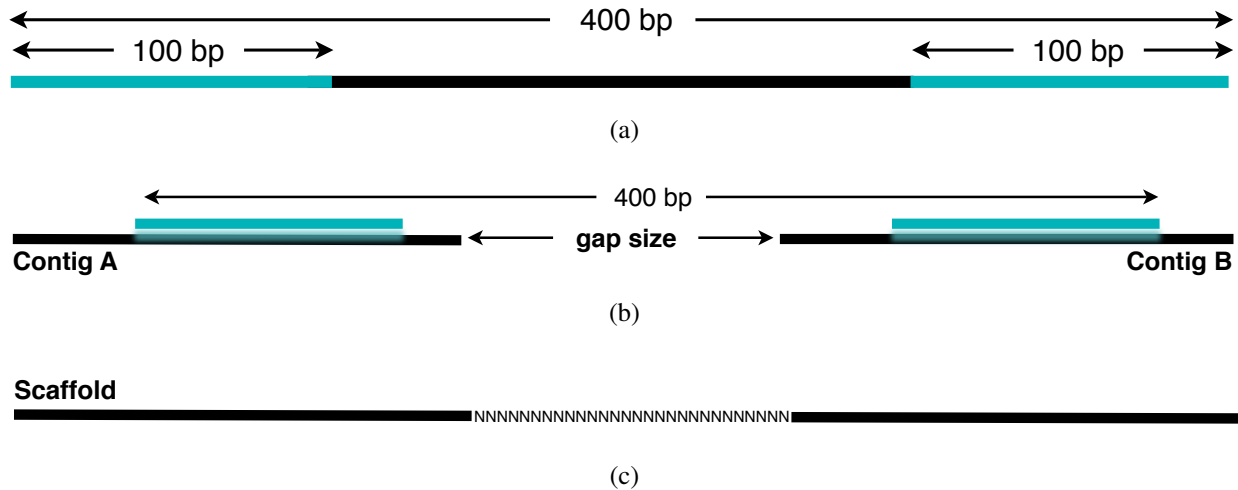 400 bp
100 bp 100 bp
(a)
400 bp
gap size
Contig A Contig B
(b)
Scaffold
NNNNNNNNNNNNNNNNNNNNNNNNNNNN
(c)